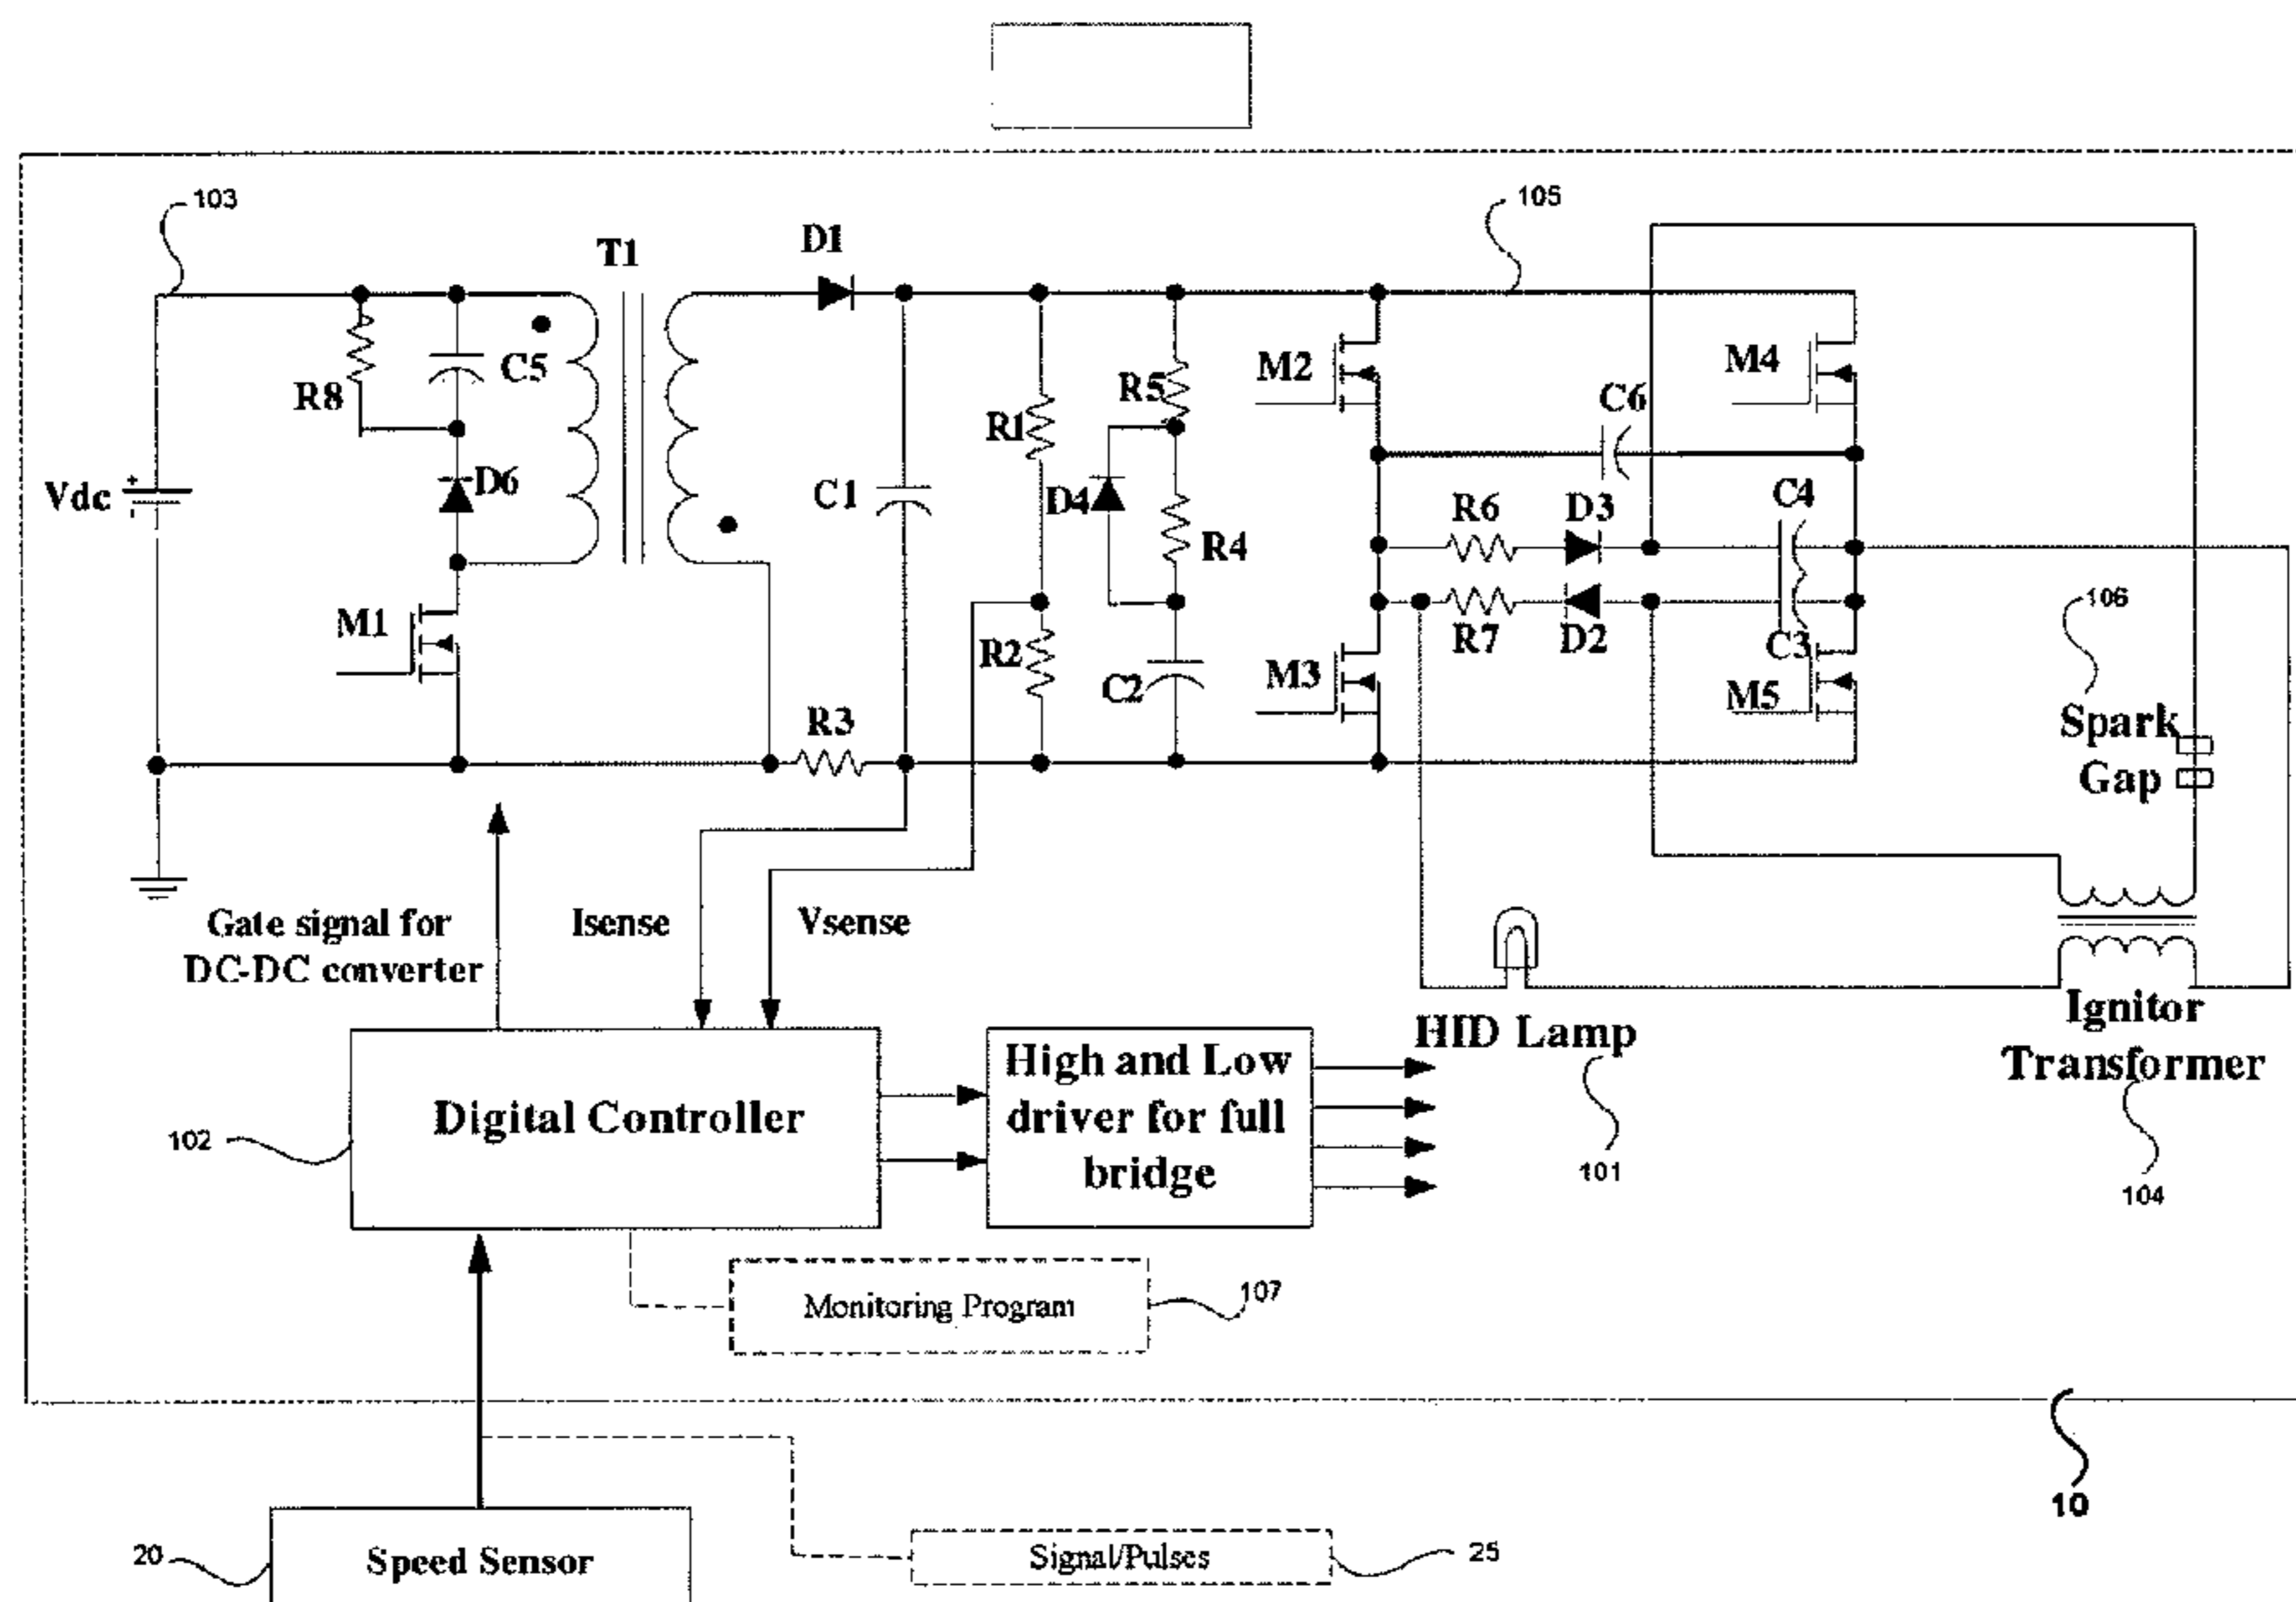 103
105
T1
D1
R8
C5
D6
Vdc
+
-
C1
R1
R5
D4
R4
M2
M4
C6
R6
D3
C4
R7
D2
C3
106
M1
R2
C2
M3
M5
R3
Spark
Gap
Gate signal for
DC-DC converter
Isense
Vsense
Ignitor
Transformer
HID Lamp
101
104
102
Digital Controller
High and Low
driver for full
bridge
Monitoring Program
107
10
20
Speed Sensor
Signal/Pulses
25